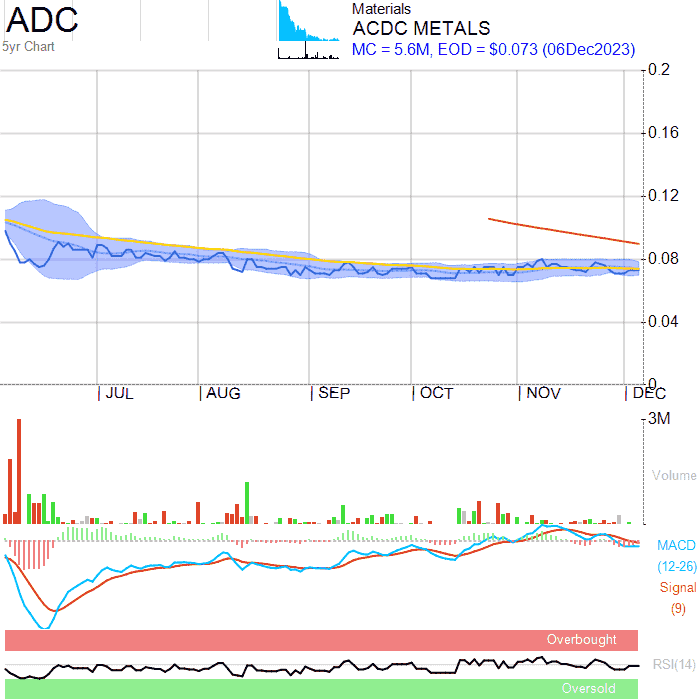 ADC
5yr Chart
Materials
ACDC METALS
MC = 5.6M, EOD = $0.073 (06Dec2023)
0.2
0.16
0.12
0.08
0.04
0
JUL AUG SEP OCT NOV DEC
3M
Volume
MACD
(12-26)
Signal
(9)
Overbought
RSI(14)
Oversold